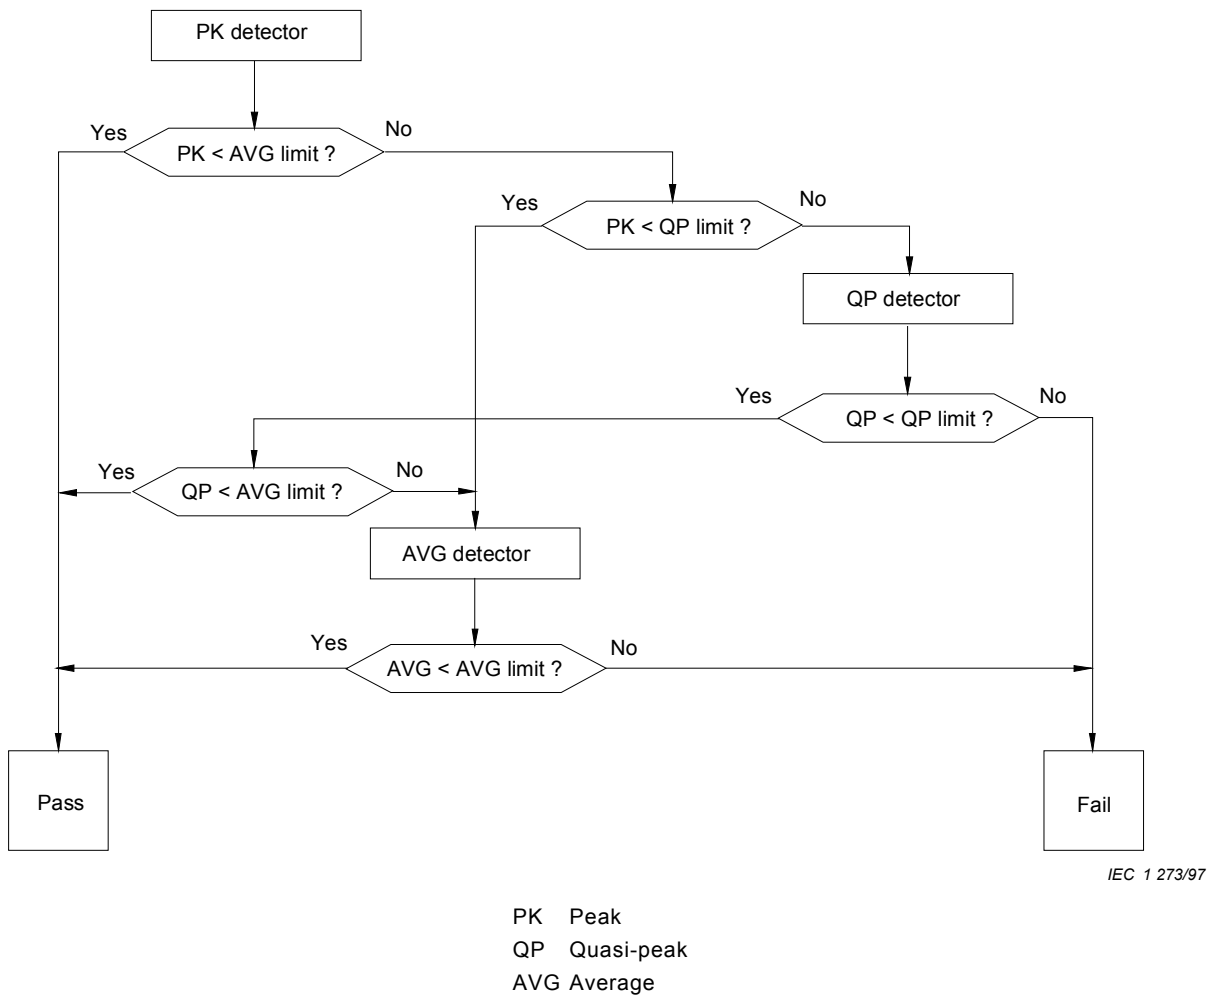 PK detector
Yes
No
PK < AVG limit ?
Yes
No
PK < QP limit ?
QP detector
Yes
No
QP < QP limit ?
Yes
No
QP < AVG limit ?
AVG detector
Yes
No
AVG < AVG limit ?
Pass
Fail
IEC 1 273/97
PK Peak
QP Quasi-peak
AVG Average